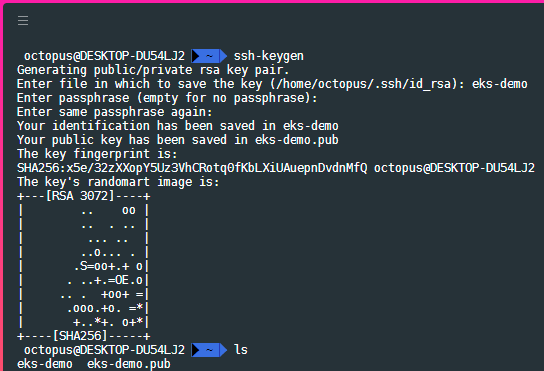 octopus@DESKTOP-DU54LJ2 ~ ssh-keygen
Generating public/private rsa key pair.
Enter file in which to save the key (/home/octopus/.ssh/id_rsa): eks-demo
Enter passphrase (empty for no passphrase):
Enter same passphrase again:
Your identification has been saved in eks-demo
Your public key has been saved in eks-demo.pub
The key fingerprint is:
SHA256:x5e/32zXXopY5Uz3VhCRotq0fKbLXiUAuepnDvdnMfQ octopus@DESKTOP-DU54LJ2
The key's randomart image is:
+---[RSA 3072]----+
|        ..    oo |
|        ..  . .. |
|         ... ..  |
|        ..o... . |
|       .S=oo+.+ o|
|      . ..+.=OE.o|
|     .. .  +oo+ =|
|      .ooo.+o. =*|
|       +..*+. o+*|
+----[SHA256]-----+
octopus@DESKTOP-DU54LJ2 ~ ls
eks-demo  eks-demo.pub